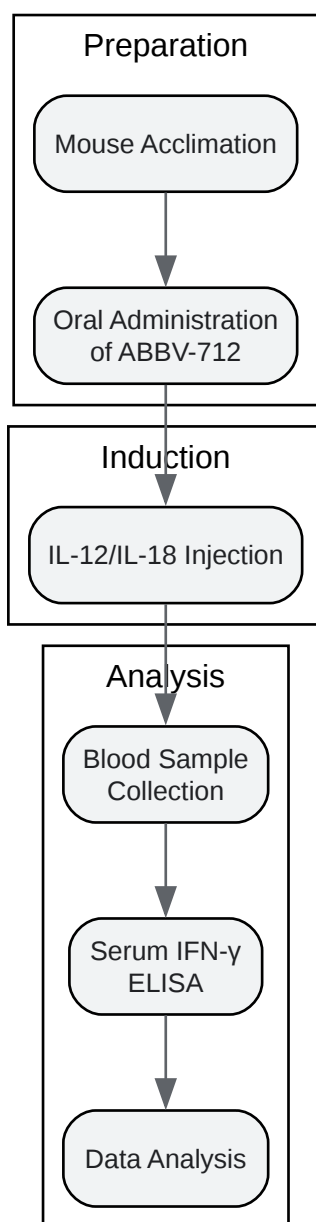 Preparation
Mouse Acclimation
Oral Administration
of ABBV-712
Induction
IL-12/IL-18 Injection
Analysis
Blood Sample
Collection
Serum IFN-γ
ELISA
Data Analysis